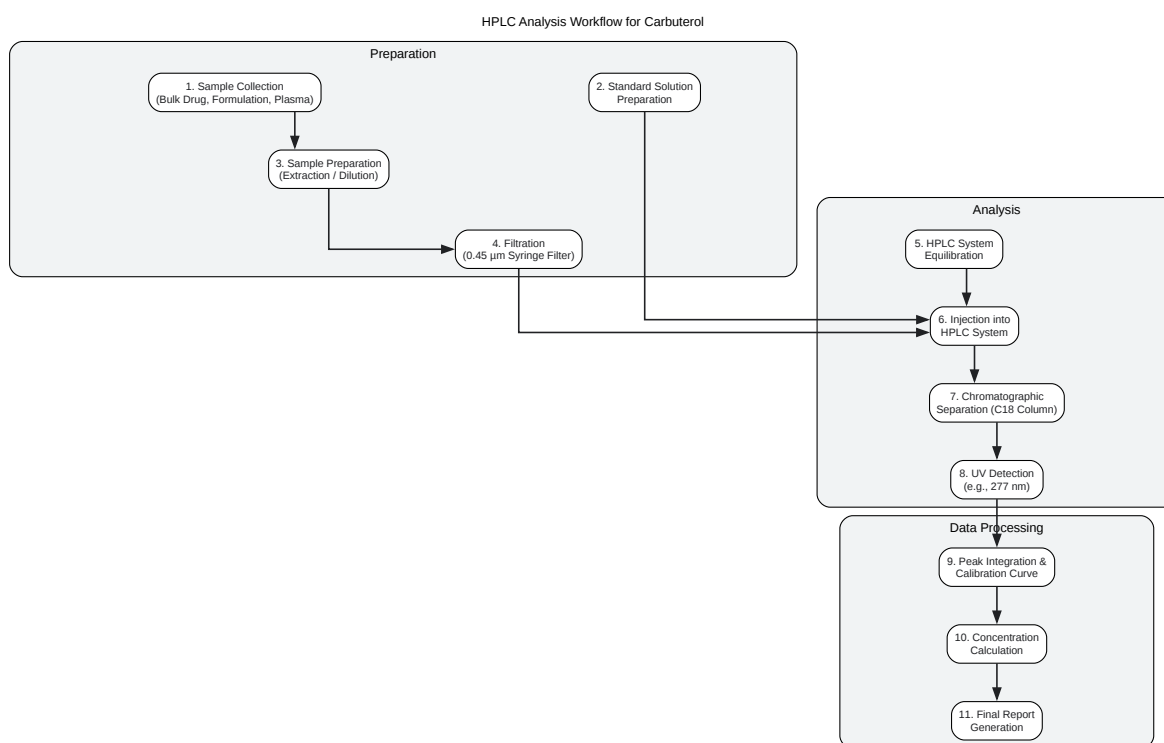 HPLC Analysis Workflow for Carbuterol
Preparation
1. Sample Collection
(Bulk Drug, Formulation, Plasma)
2. Standard Solution
Preparation
3. Sample Preparation
(Extraction / Dilution)
4. Filtration
(0.45 µm Syringe Filter)
Analysis
5. HPLC System
Equilibration
6. Injection into
HPLC System
7. Chromatographic
Separation (C18 Column)
8. UV Detection
(e.g., 277 nm)
Data Processing
9. Peak Integration &
Calibration Curve
10. Concentration
Calculation
11. Final Report
Generation